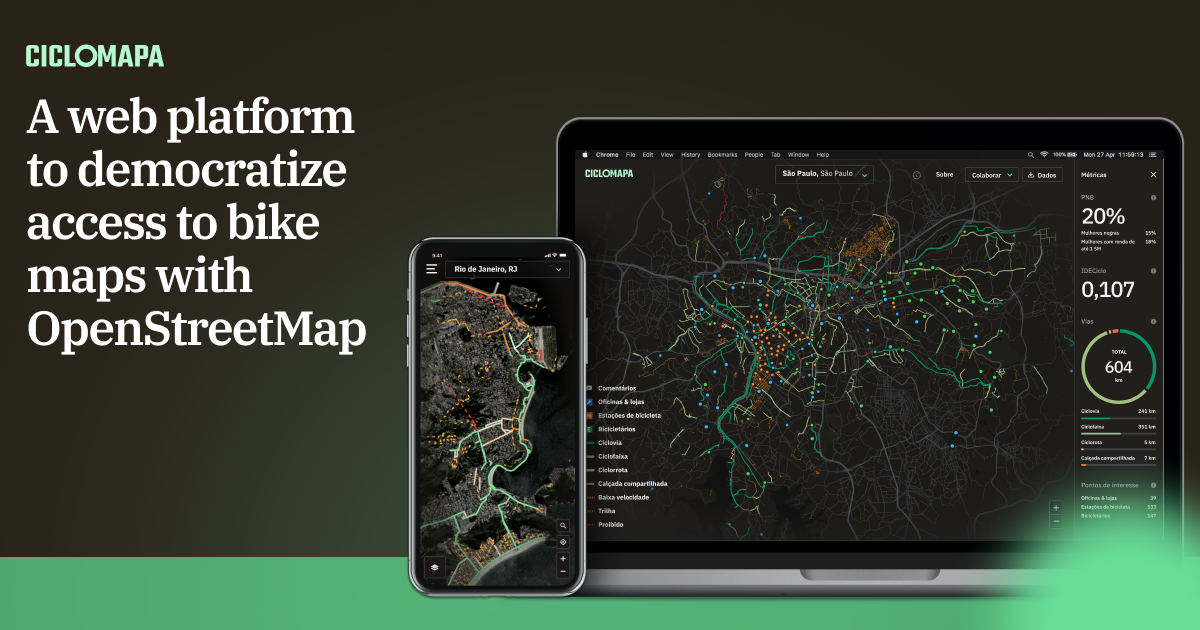 CICLOMAPA
A web platform
to democratize
access to bike
maps with
OpenStreetMap
9:41
Rio de Janeiro, RJ
Chrome File Edit View History Bookmarks People Tab Window Help
100% Mon 27 Apr 11:59:13
CICLOMAPA
São Paulo, São Paulo
Sobre
Colaborar
Dados
Comentários
Oficinas & lojas
Estações de bicicleta
Bicicletários
Ciclovia
Ciclofaixa
Ciclorrota
Calçada compartilhada
Baixa velocidade
Trilha
Proibido
Métricas
PNB
20%
Mulheres negras 15%
Mulheres com renda de 18%
até 1 SM
IDECiclo
0,107
Vias
TOTAL
604
km
Ciclovia 241 km
Ciclofaixa 351 km
Ciclorota 5 km
Calçada compartilhada 7 km
Pontos de interesse
Oficinas & lojas 39
Estações de bicicleta
Bicicletários